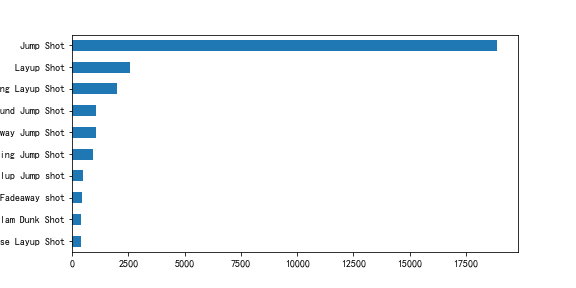 Jump Shot
Layup Shot
ng Layup Shot
und Jump Shot
way Jump Shot
ing Jump Shot
lup Jump shot
Fadeaway shot
lam Dunk Shot
se Layup Shot
0 2500 5000 7500 10000 12500 15000 17500